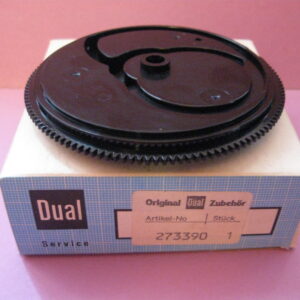 Dual
Service
Original Dual Zubehör
Artikel-No Stück
273390 1